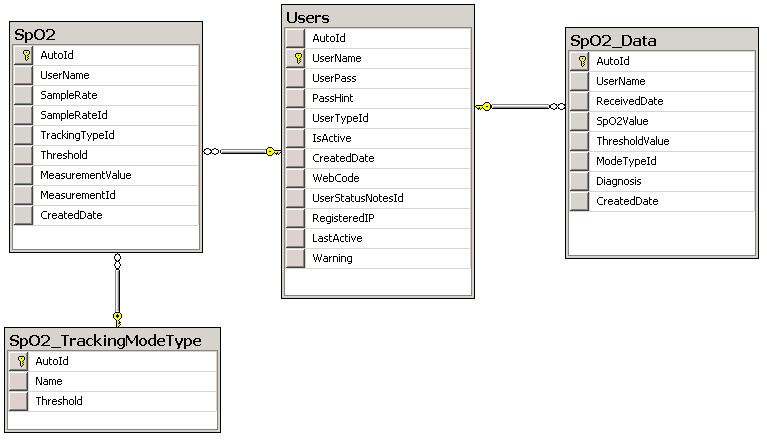 SpO2
AutoId
UserName
SampleRate
SampleRateId
TrackingTypeId
Threshold
MeasurementValue
MeasurementId
CreatedDate
Users
AutoId
UserName
UserPass
PassHint
UserTypeId
IsActive
CreatedDate
WebCode
UserStatusNotesId
RegisteredIP
LastActive
Warning
SpO2_Data
AutoId
UserName
ReceivedDate
SpO2Value
ThresholdValue
ModeTypeId
Diagnosis
CreatedDate
SpO2_TrackingModeType
AutoId
Name
Threshold